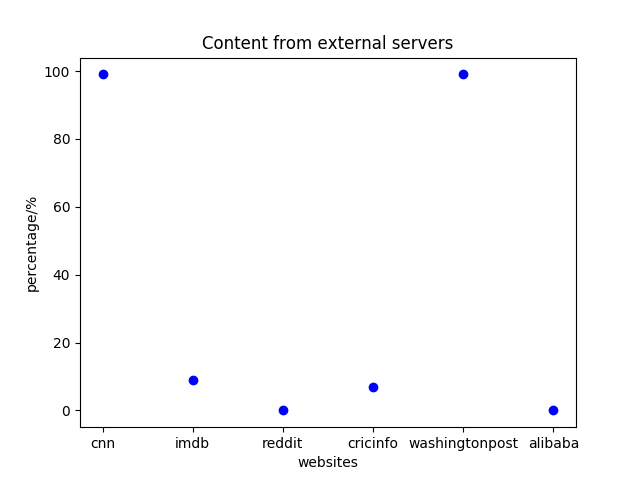 Content from external servers
percentage/%
100
80
60
40
20
0
cnn imdb reddit cricinfo washingtonpost alibaba
websites